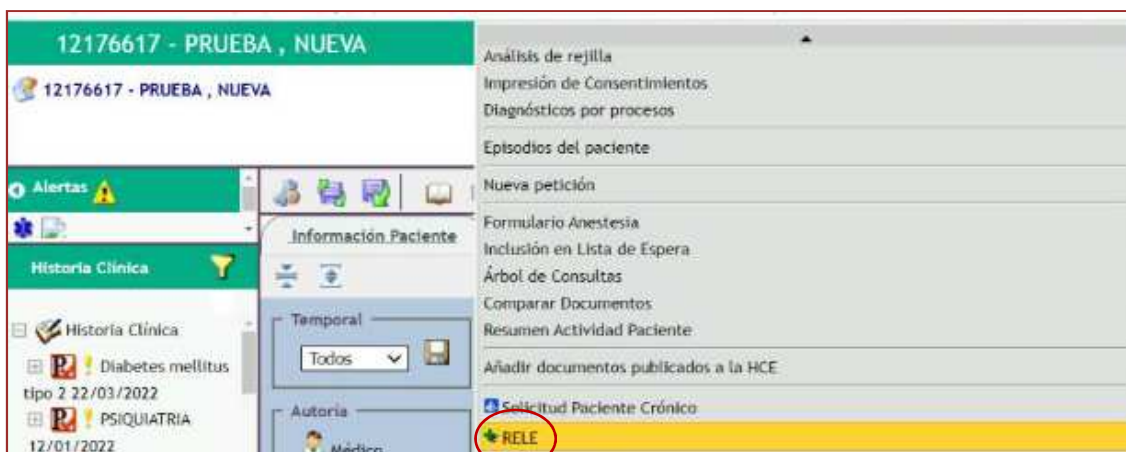 12176617 - PRUEBA , NUEVA
12176617 - PRUEBA , NUEVA
Alertas
Historia Clínica
Historia Clínica
Diabetes mellitus
tipo 2 22/03/2022
PSIQUIATRIA
12/01/2022
Información Paciente
Temporal
Todos
Autoría
Médico
Análisis de rejilla
Impresión de Consentimientos
Diagnósticos por procesos
Episodios del paciente
Nueva petición
Formulario Anestesia
Inclusión en Lista de Espera
Árbol de Consultas
Comparar Documentos
Resumen Actividad Paciente
Añadir documentos publicados a la HCE
Solicitud Paciente Crónico
RELE